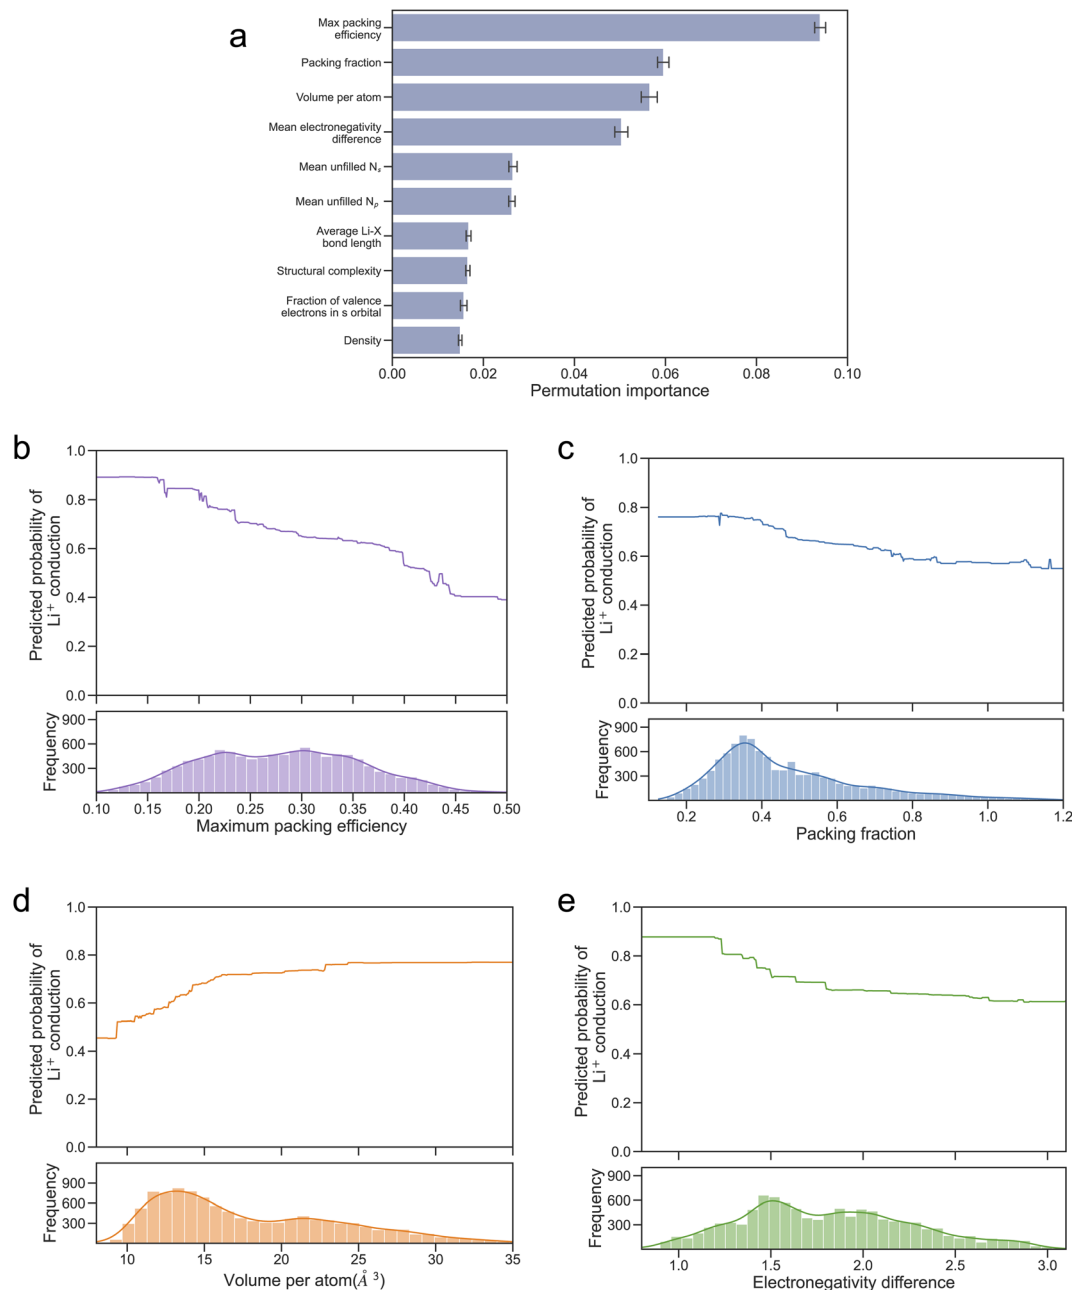 a
Max packing
efficiency
Packing fraction
Volume per atom
Mean electronegativity
difference
Mean unfilled Ns
Mean unfilled Np
Average Li-X
bond length
Structural complexity
Fraction of valence
electrons in s orbital
Density
0.00 0.02 0.04 0.06 0.08 0.10
Permutation importance
b
Predicted probability of
Li+ conduction
1.0
0.8
0.6
0.4
0.2
0.0
Frequency
900
600
300
0.10 0.15 0.20 0.25 0.30 0.35 0.40 0.45 0.50
Maximum packing efficiency
c
Predicted probability of
Li+ conduction
1.0
0.8
0.6
0.4
0.2
0.0
Frequency
900
600
300
0.2 0.4 0.6 0.8 1.0 1.2
Packing fraction
d
Predicted probability of
Li+ conduction
1.0
0.8
0.6
0.4
0.2
0.0
Frequency
900
600
300
10 15 20 25 30 35
Volume per atom(Å 3)
e
Predicted probability of
Li+ conduction
1.0
0.8
0.6
0.4
0.2
0.0
Frequency
900
600
300
1.0 1.5 2.0 2.5 3.0
Electronegativity difference